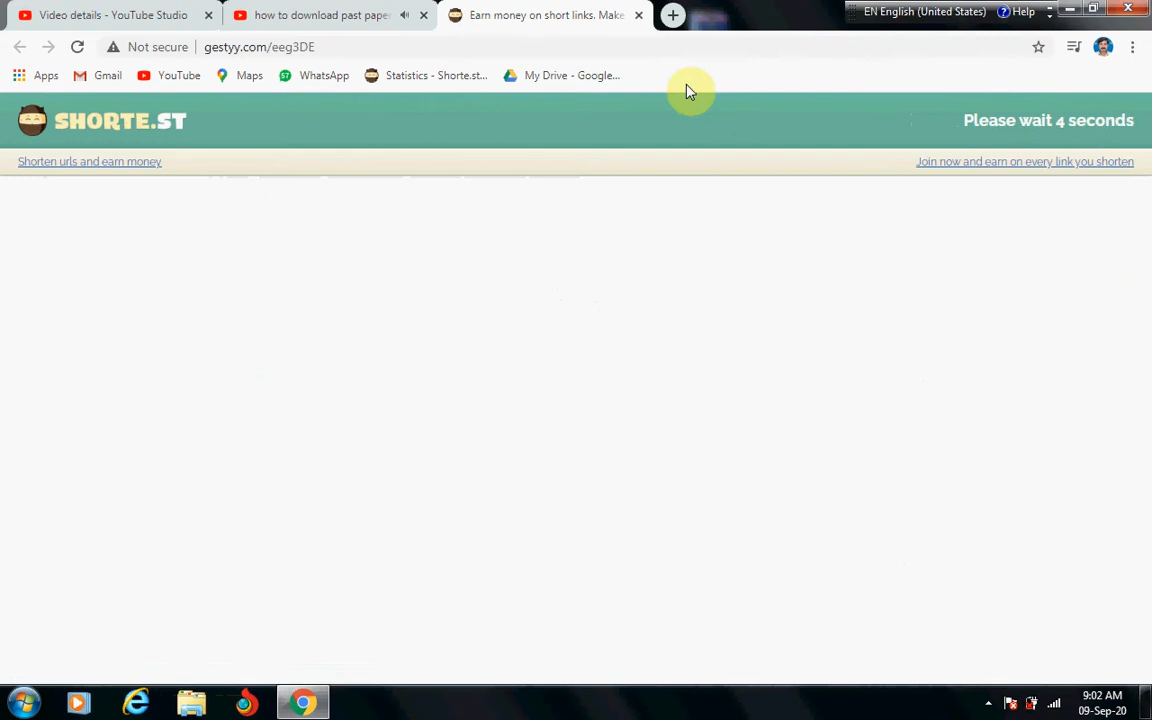 Video details - YouTube Studio
how to download past paper
Earn money on short links. Make
EN English (United States)
Help
Not secure
gestyy.com/eeg3DE
Apps
Gmail
YouTube
Maps
WhatsApp
Statistics - Shorte.st...
My Drive - Google...
SHORTE.ST
Please wait 4 seconds
Shorten urls and earn money
Join now and earn on every link you shorten
9:02 AM
09-Sep-20